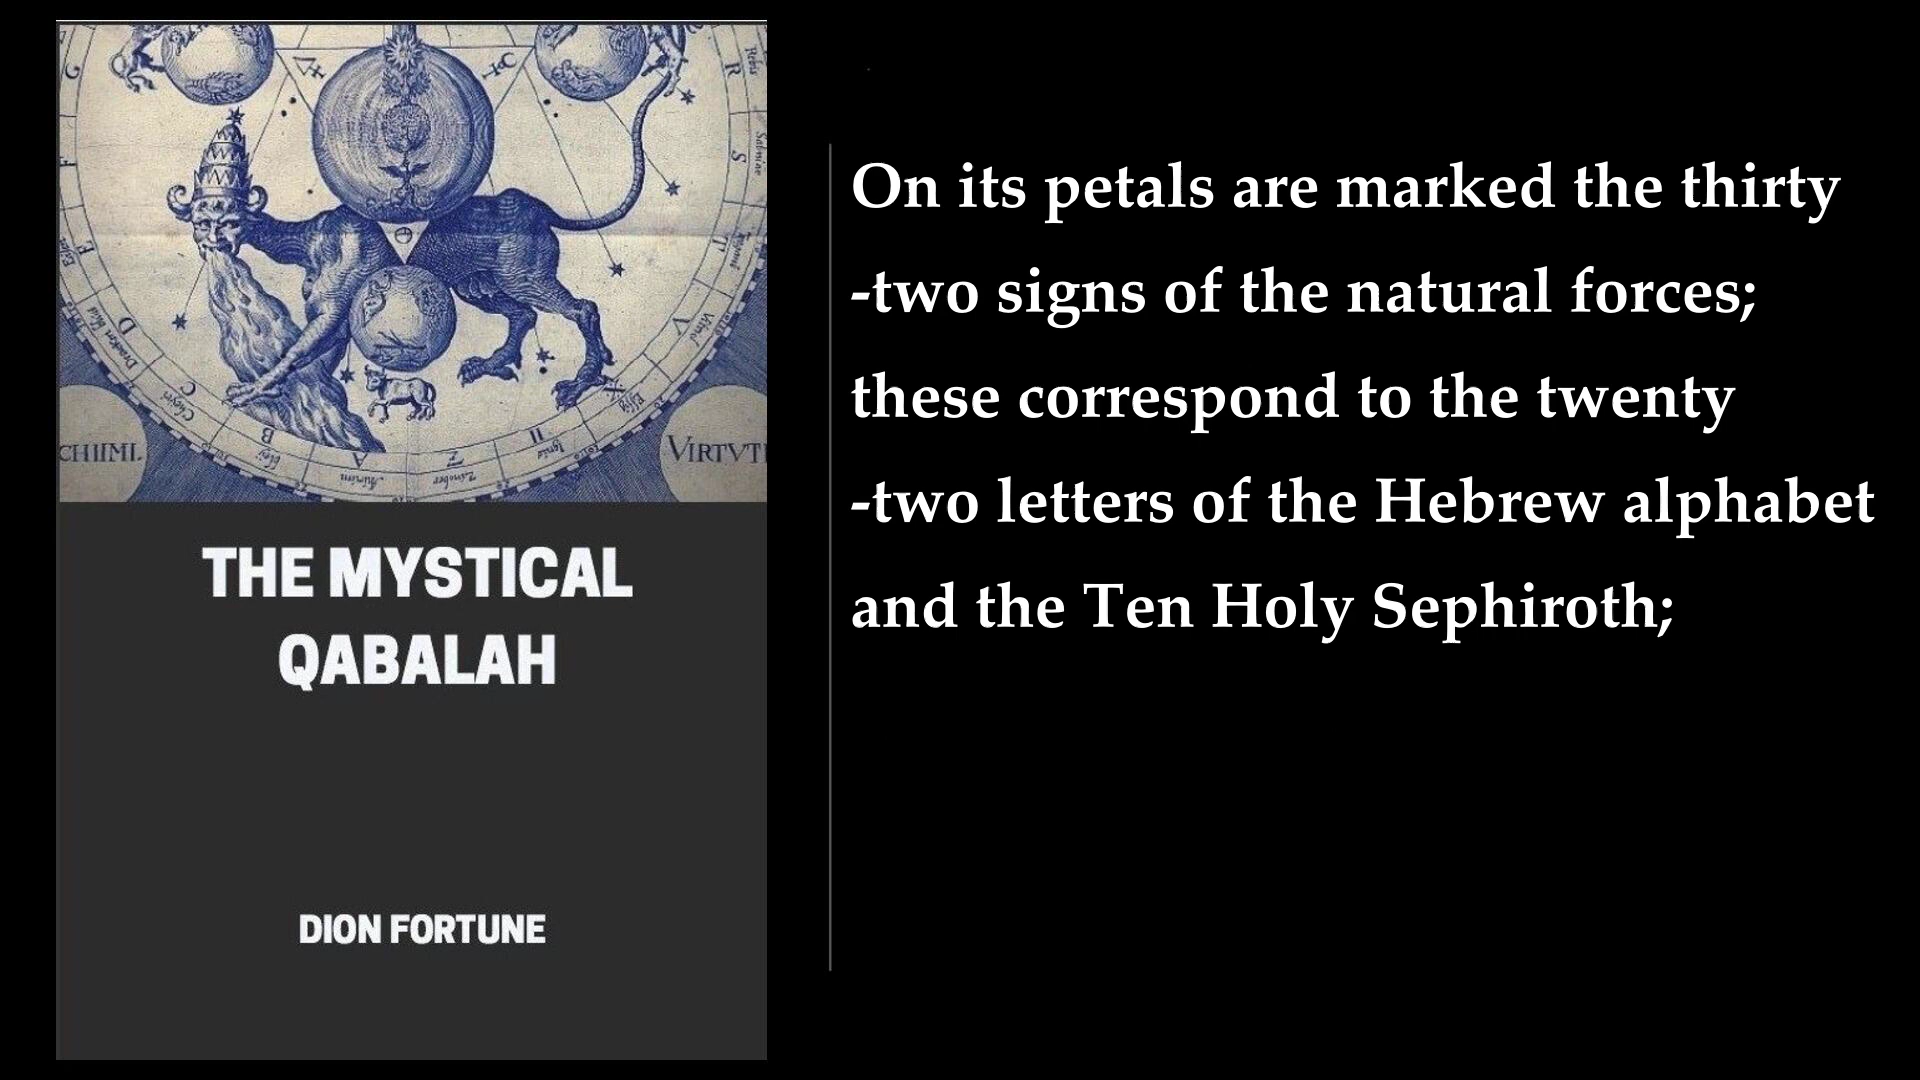 R
S
T
V
F
E
D
C
B
A
Z
G
CHIIMI.
VIRTVTI
THE MYSTICAL
QABALAH
DION FORTUNE
On its petals are marked the thirty
-two signs of the natural forces;
these correspond to the twenty
-two letters of the Hebrew alphabet
and the Ten Holy Sephiroth;